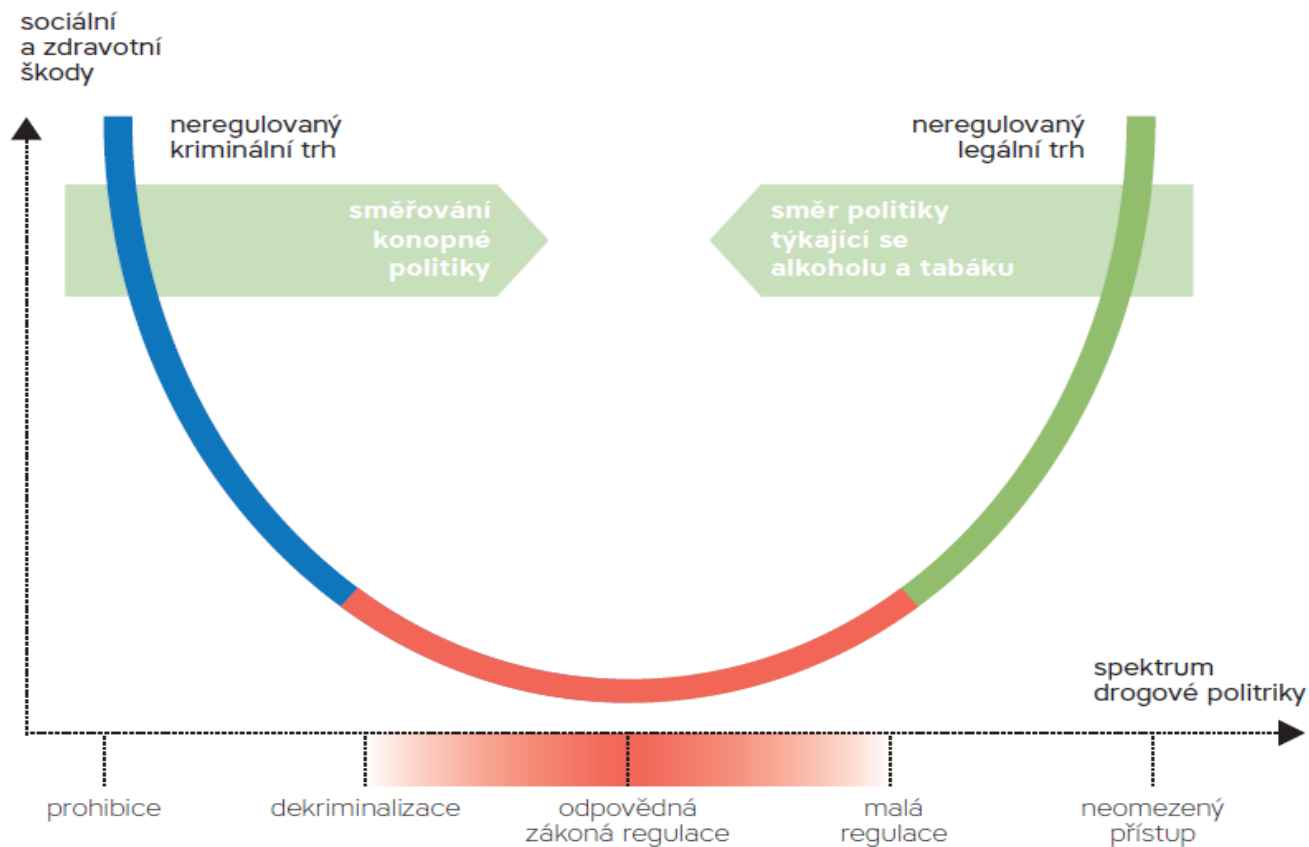 sociální
a zdravotní
škody
neregulovaný
kriminální trh
neregulovaný
legální trh
směřování
konopné
politiky
směr politiky
týkající se
alkoholu a tabáku
spektrum
drogové politriky
prohibice
dekriminalizace
odpovědná
zákoná regulace
malá
regulace
neomezený
přístup